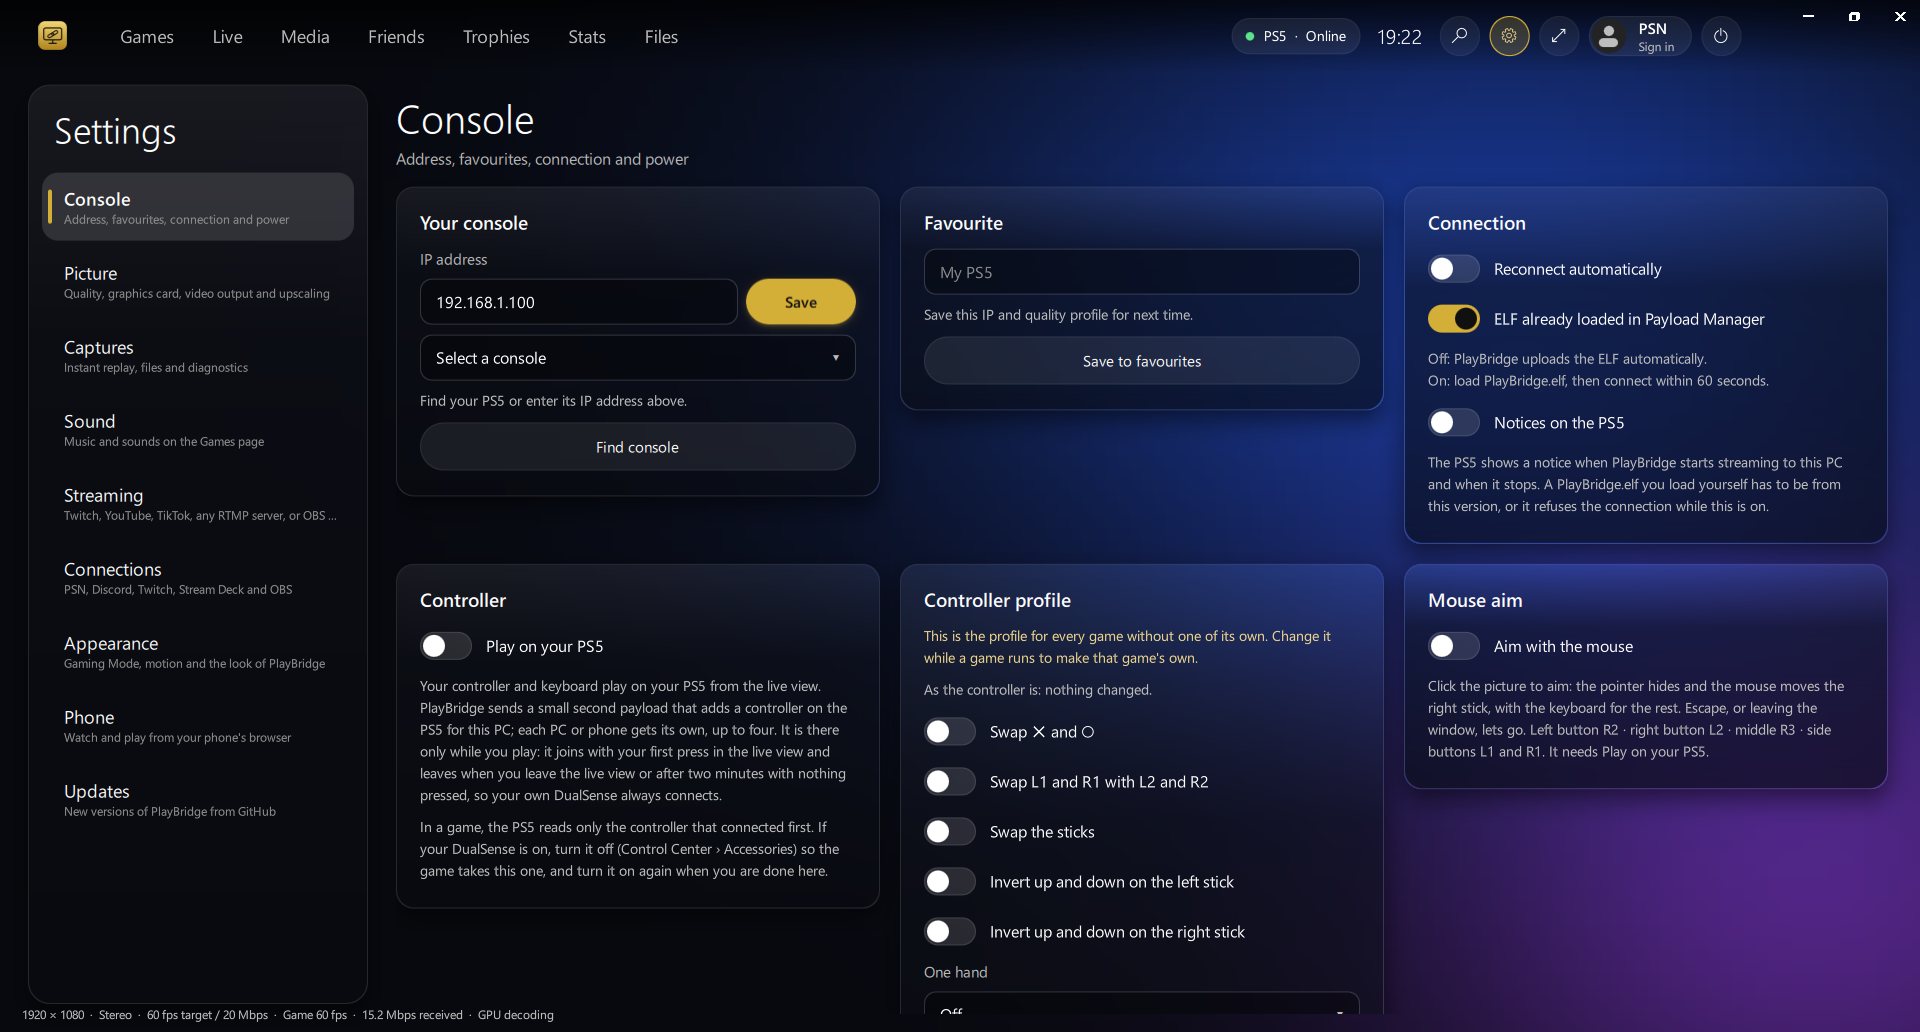 Games
Live
Media
Friends
Trophies
Stats
Files
PS5 · Online
19:22
PSN
Sign in
Settings
Console
Address, favourites, connection and power
Picture
Quality, graphics card, video output and upscaling
Captures
Instant replay, files and diagnostics
Sound
Music and sounds on the Games page
Streaming
Twitch, YouTube, TikTok, any RTMP server, or OBS ...
Connections
PSN, Discord, Twitch, Stream Deck and OBS
Appearance
Gaming Mode, motion and the look of PlayBridge
Phone
Watch and play from your phone's browser
Updates
New versions of PlayBridge from GitHub
Console
Address, favourites, connection and power
Your console
IP address
192.168.1.100
Save
Select a console
Find your PS5 or enter its IP address above.
Find console
Favourite
My PS5
Save this IP and quality profile for next time.
Save to favourites
Connection
Reconnect automatically
ELF already loaded in Payload Manager
Off: PlayBridge uploads the ELF automatically.
On: load PlayBridge.elf, then connect within 60 seconds.
Notices on the PS5
The PS5 shows a notice when PlayBridge starts streaming to this PC
and when it stops. A PlayBridge.elf you load yourself has to be from
this version, or it refuses the connection while this is on.
Controller
Play on your PS5
Your controller and keyboard play on your PS5 from the live view.
PlayBridge sends a small second payload that adds a controller on the
PS5 for this PC; each PC or phone gets its own, up to four. It is there
only while you play: it joins with your first press in the live view and
leaves when you leave the live view or after two minutes with nothing
pressed, so your own DualSense always connects.
In a game, the PS5 reads only the controller that connected first. If
your DualSense is on, turn it off (Control Center › Accessories) so the
game takes this one, and turn it on again when you are done here.
Controller profile
This is the profile for every game without one of its own. Change it
while a game runs to make that game's own.
As the controller is: nothing changed.
Swap ✕ and ○
Swap L1 and R1 with L2 and R2
Swap the sticks
Invert up and down on the left stick
Invert up and down on the right stick
One hand
Off
Mouse aim
Aim with the mouse
Click the picture to aim: the pointer hides and the mouse moves the
right stick, with the keyboard for the rest. Escape, or leaving the
window, lets go. Left button R2 · right button L2 · middle R3 · side
buttons L1 and R1. It needs Play on your PS5.
1920 × 1080 · Stereo · 60 fps target / 20 Mbps · Game 60 fps · 15.2 Mbps received · GPU decoding